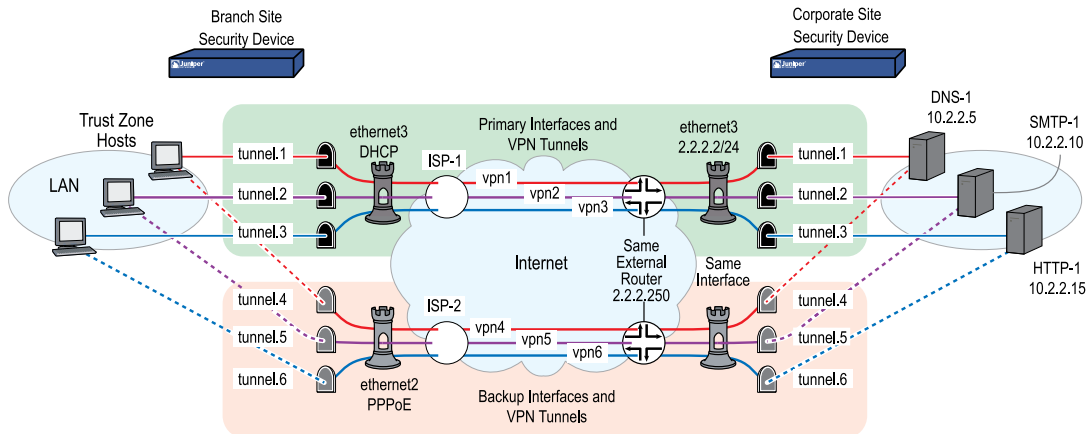 Branch Site
Security Device
Corporate Site
Security Device
Juniper
Juniper
Trust Zone
Hosts
LAN
ethernet3
DHCP
ISP-1
Primary Interfaces and
VPN Tunnels
ethernet3
2.2.2.2/24
DNS-1
10.2.2.5
SMTP-1
10.2.2.10
HTTP-1
10.2.2.15
tunnel.1
tunnel.2
tunnel.3
vpn1
vpn2
vpn3
tunnel.1
tunnel.2
tunnel.3
Internet
Same
External
Router
2.2.2.250
Same
Interface
tunnel.4
tunnel.5
tunnel.6
ISP-2
vpn4
vpn5
vpn6
tunnel.4
tunnel.5
tunnel.6
ethernet2
PPPoE
Backup Interfaces and
VPN Tunnels